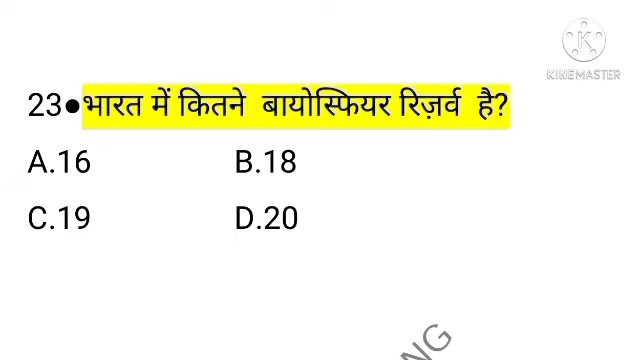 KINEMASTER
23●भारत में कितने बायोस्फियर रिज़र्व है?
A.16 B.18
C.19 D.20